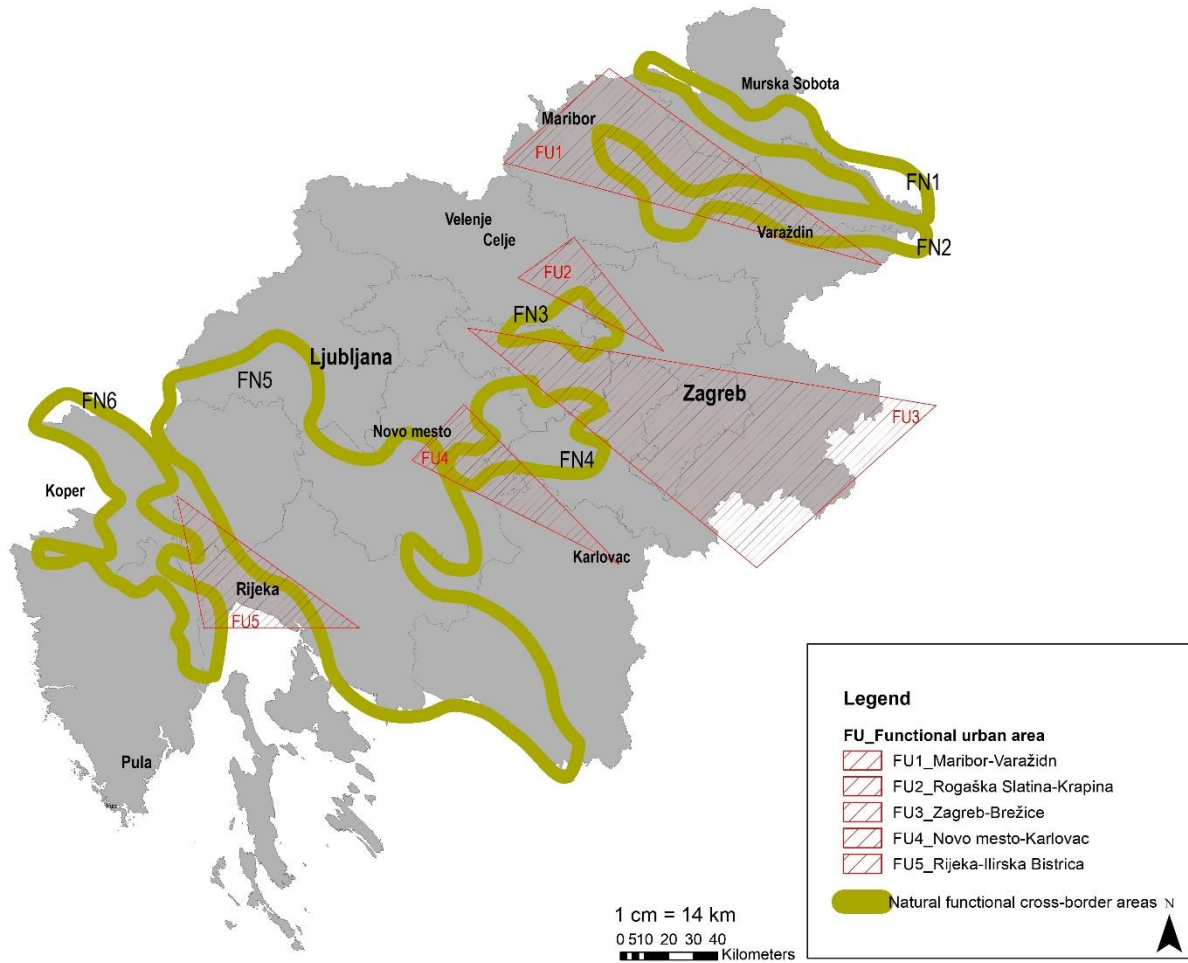 Murska Sobota
Maribor
FU1
FN1
Velenje
Celje
Varaždin
FN2
FU2
FN3
Ljubljana
FN5
Zagreb
FN6
FU3
Novo mesto
FU4
FN4
Koper
Karlovac
Rijeka
FU5
Pula
1 cm = 14 km
0 510 20 30 40
Kilometers
Legend
FU_Functional urban area
FU1_Maribor-Varažidn
FU2_Rogaška Slatina-Krapina
FU3_Zagreb-Brežice
FU4_Novo mesto-Karlovac
FU5_Rijeka-Ilirska Bistrica
Natural functional cross-border areas
N